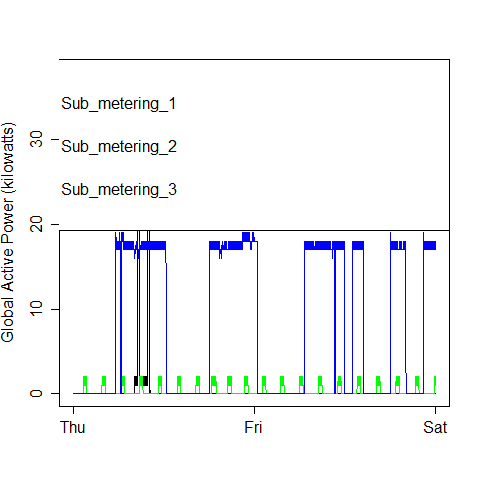 Sub_metering_1
Sub_metering_2
Sub_metering_3
Global Active Power (kilowatts)
30
20
10
0
Thu Fri Sat